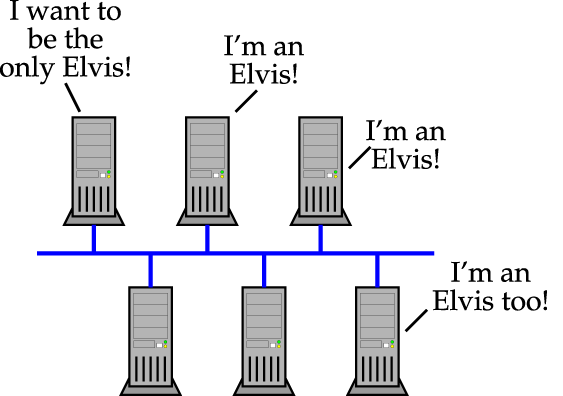 I want to
be the
only Elvis!
I'm an
Elvis!
I'm an
Elvis!
I'm an
Elvis too!